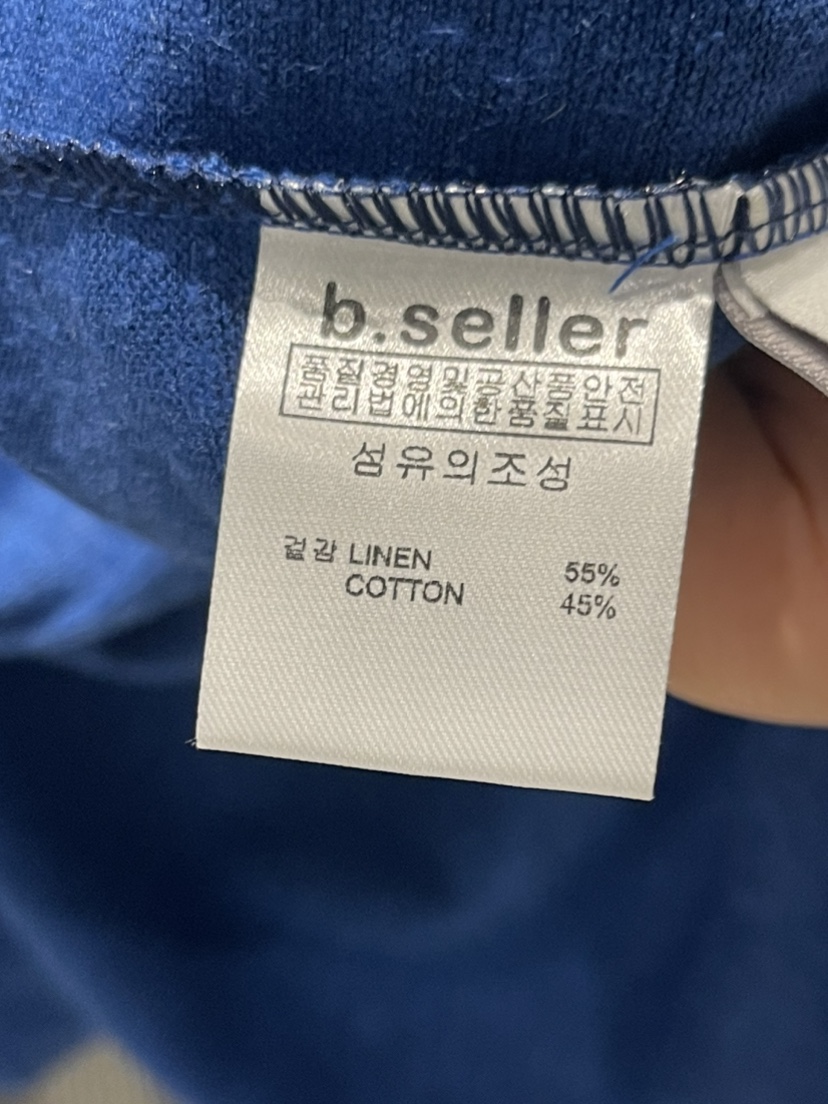 b.seller
품질경영및공산품안전
관리법에의한품질표시
섬유의조성
겉감 LINEN 55%
COTTON 45%